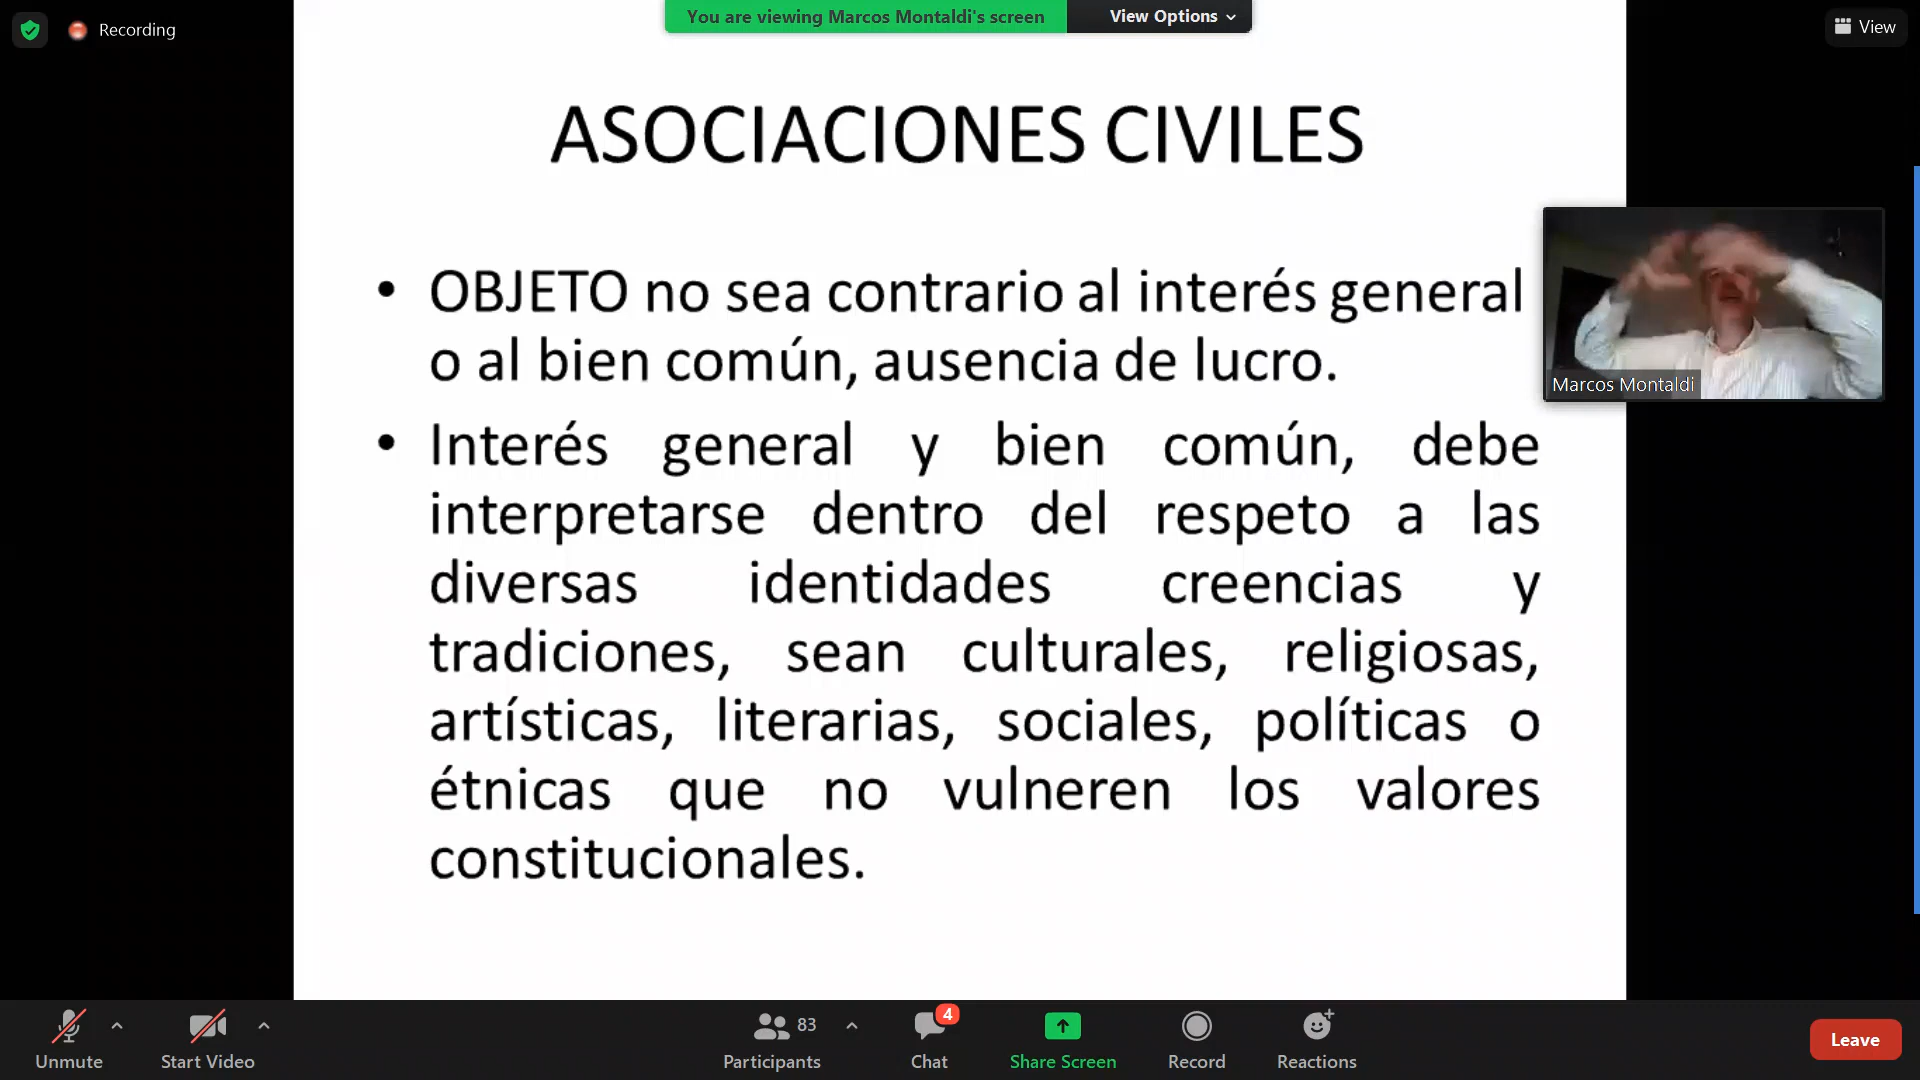 Recording
You are viewing Marcos Montaldi's screen
View Options
View
ASOCIACIONES CIVILES
• OBJETO no sea contrario al interés general
o al bien común, ausencia de lucro.
• Interés general y bien común, debe
interpretarse dentro del respeto a las
diversas identidades creencias y
tradiciones, sean culturales, religiosas,
artísticas, literarias, sociales, políticas o
étnicas que no vulneren los valores
constitucionales.
Marcos Montaldi
Unmute
Start Video
83
Participants
4
Chat
Share Screen
Record
Reactions
Leave